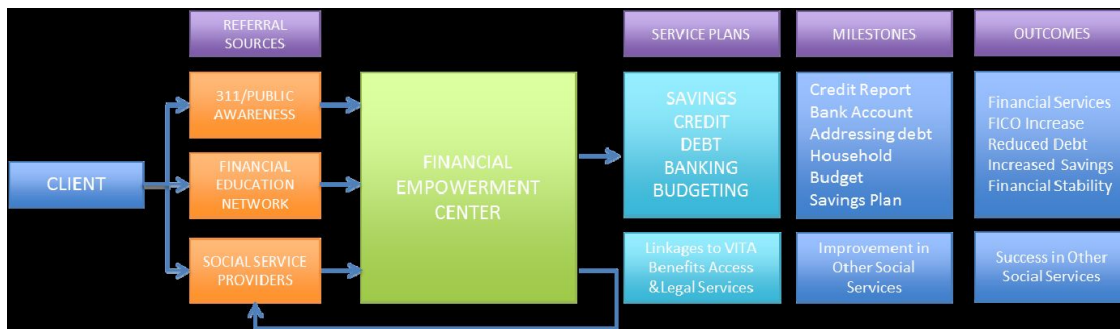 REFERRAL
SOURCES
SERVICE PLANS
MILESTONES
OUTCOMES
CLIENT
311/PUBLIC
AWARENESS
FINANCIAL
EDUCATION
NETWORK
SOCIAL SERVICE
PROVIDERS
FINANCIAL
EMPOWERMENT
CENTER
SAVINGS
CREDIT
DEBT
BANKING
BUDGETING
Credit Report
Bank Account
Addressing debt
Household
Budget
Savings Plan
Financial Services
FICO Increase
Reduced Debt
Increased Savings
Financial Stability
Linkages to VITA
Benefits Access
&Legal Services
Improvement in
Other Social
Services
Success in Other
Social Services